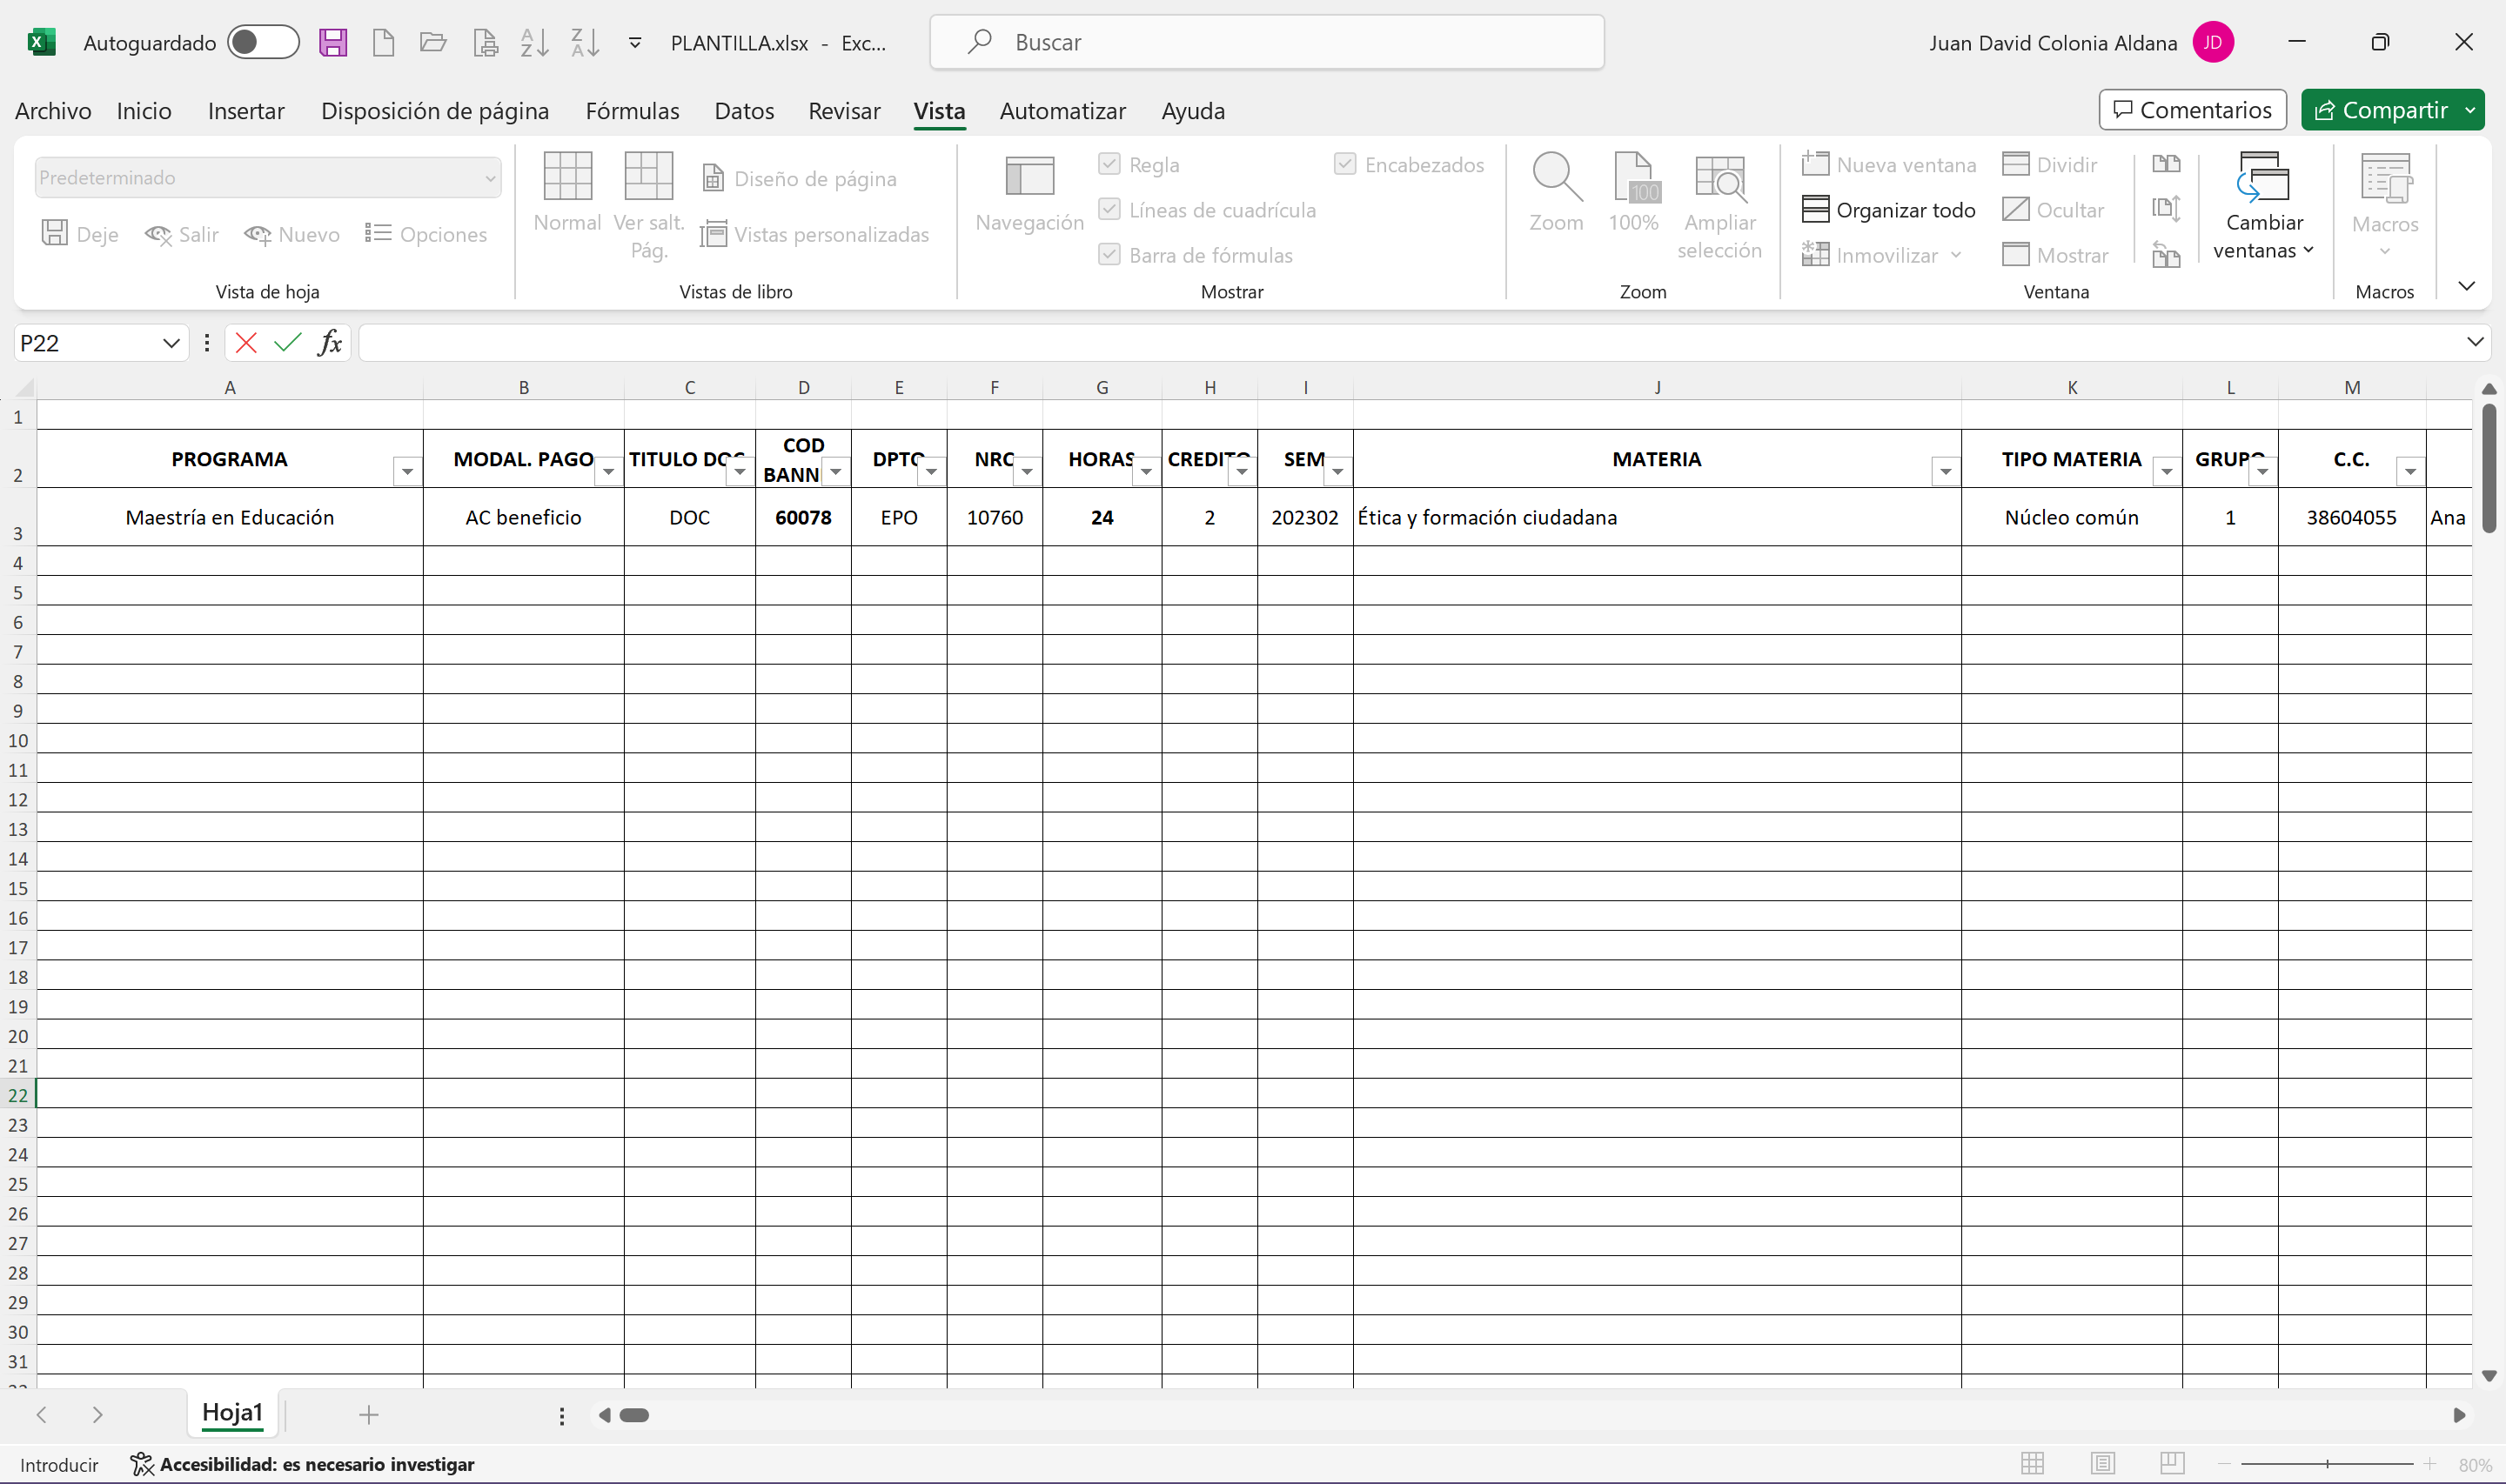 Autoguardado PLANTILLA.xlsx - Exc... Buscar Juan David Colonia Aldana JD
Archivo Inicio Insertar Disposición de página Fórmulas Datos Revisar Vista Automatizar Ayuda Comentarios Compartir
Predeterminado
Deje Salir Nuevo Opciones
Vista de hoja
Normal Ver salt. Pág. Diseño de página
Vistas personalizadas
Vistas de libro
Navegación Regla Encabezados
Líneas de cuadrícula
Barra de fórmulas
Mostrar
Zoom 100% Ampliar selección
Zoom
Nueva ventana Dividir
Organizar todo Ocultar
Inmovilizar Mostrar
Cambiar ventanas
Ventana
Macros
Macros
P22 fx
A B C D E F G H I J K L M
1
2 PROGRAMA MODAL. PAGO TITULO DOC COD BANN DPTO NRC HORAS CREDITO SEM MATERIA TIPO MATERIA GRUPO C.C.
3 Maestría en Educación AC beneficio DOC 60078 EPO 10760 24 2 202302 Ética y formación ciudadana Núcleo común 1 38604055 Ana
4
5
6
7
8
9
10
11
12
13
14
15
16
17
18
19
20
21
22
23
24
25
26
27
28
29
30
31
Hoja1
Introducir Accesibilidad: es necesario investigar 80%